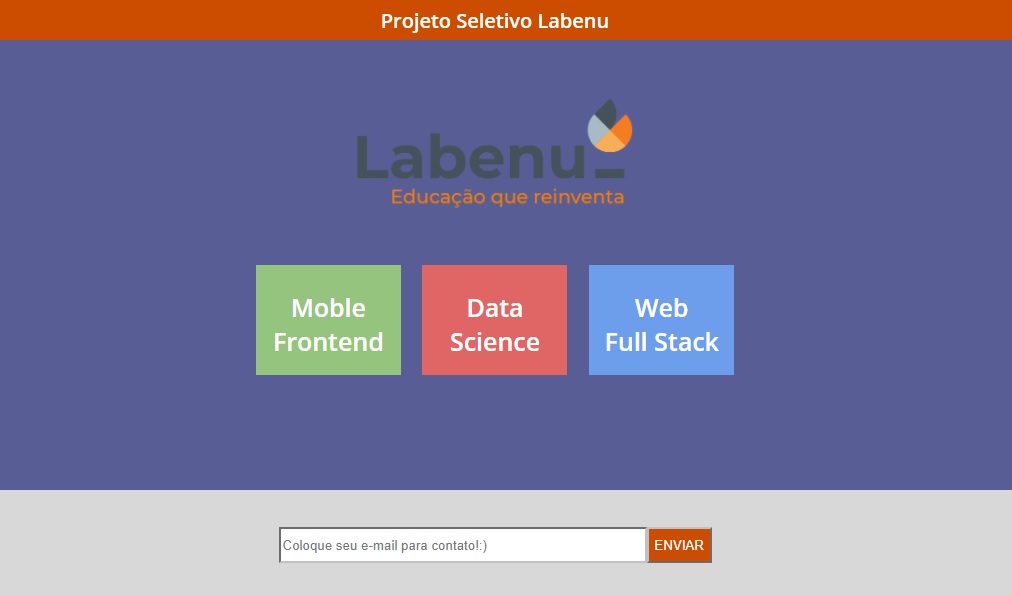 Projeto Seletivo Labenu
Labenu_
Educação que reinventa
Moble
Frontend
Data
Science
Web
Full Stack
Coloque seu e-mail para contato!:)
ENVIAR